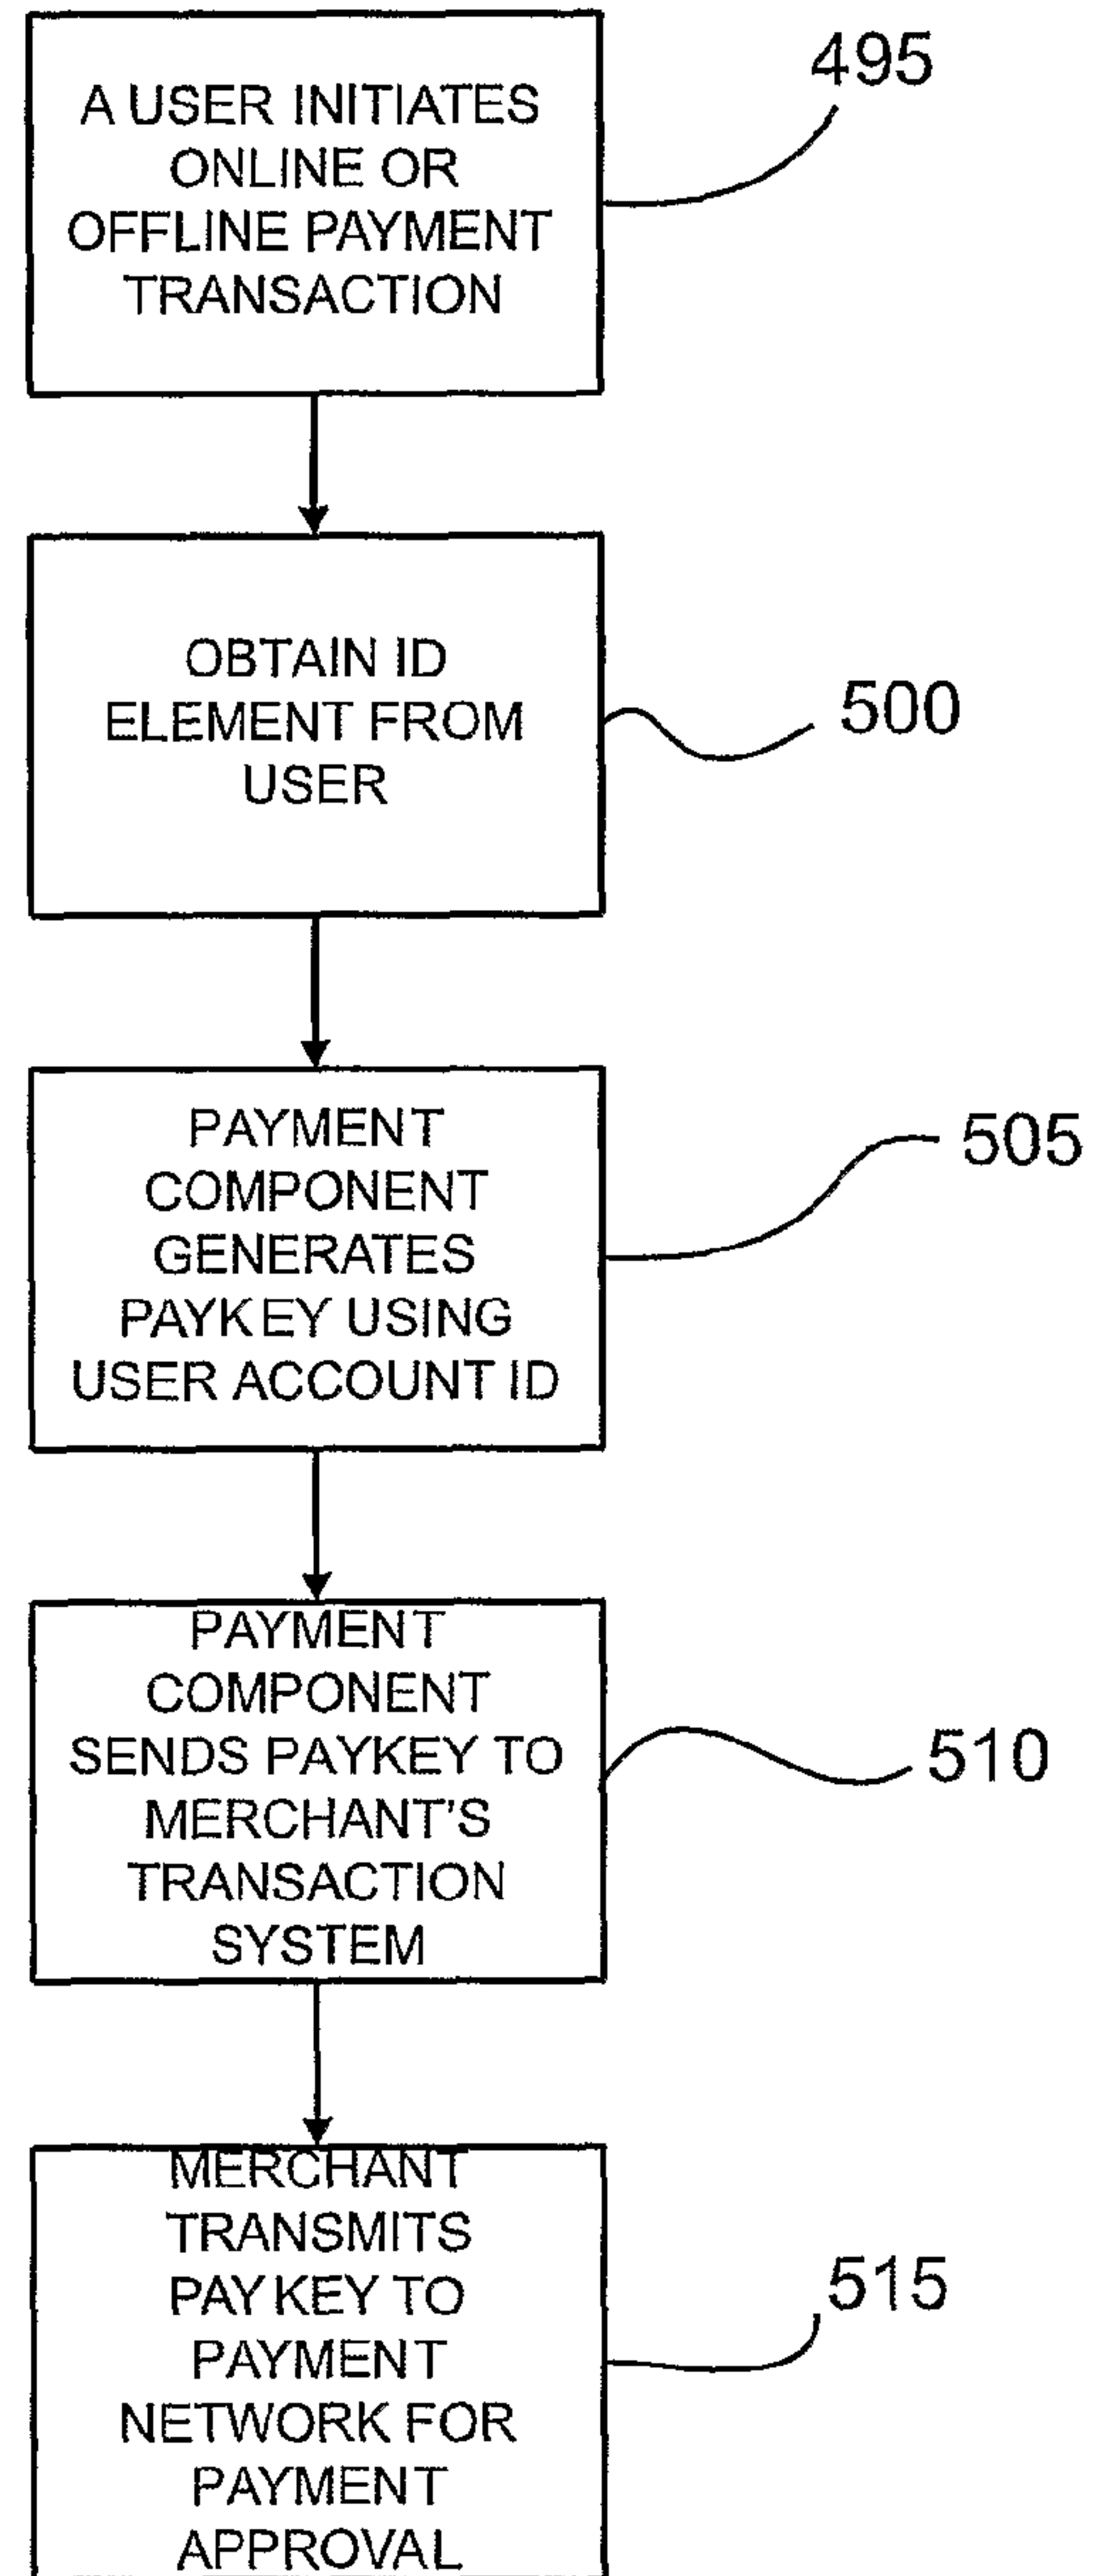 A USER INITIATES
ONLINE OR
OFFLINE PAYMENT
TRANSACTION
495
OBTAIN ID
ELEMENT FROM
USER
500
PAYMENT
COMPONENT
GENERATES
PAYKEY USING
USER ACCOUNT ID
505
PAYMENT
COMPONENT
SENDS PAYKEY TO
MERCHANT'S
TRANSACTION
SYSTEM
510
MERCHANT
TRANSMITS
PAYKEY TO
PAYMENT
NETWORK FOR
PAYMENT
APPROVAL
515